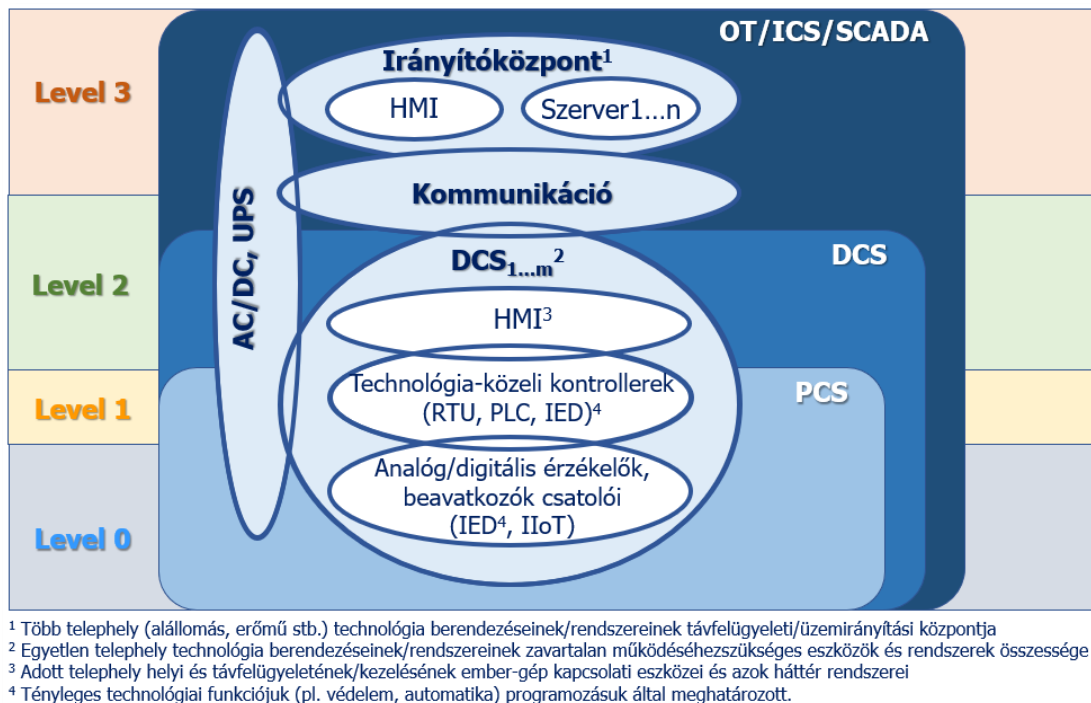 OT/ICS/SCADA
Level 3
Irányítóközpont¹
HMI
Szerver1...n
AC/DC, UPS
Kommunikáció
Level 2
DCS
DCS₁...ₘ²
HMI³
Level 1
PCS
Technológia-közeli kontrollerek
(RTU, PLC, IED)⁴
Level 0
Analóg/digitális érzékelők,
beavatkozók csatolói
(IED⁴, IIoT)
¹ Több telephely (alállomás, erőmű stb.) technológia berendezéseinek/rendszereinek távfelügyeleti/üzemirányítási központja
² Egyetlen telephely technológia berendezéseinek/rendszereinek zavartalan működéséhezszükséges eszközök és rendszerek összessége
³ Adott telephely helyi és távfelügyeletének/kezelésének ember-gép kapcsolati eszközei és azok háttér rendszerei
⁴ Tényleges technológiai funkciójuk (pl. védelem, automatika) programozásuk által meghatározott.